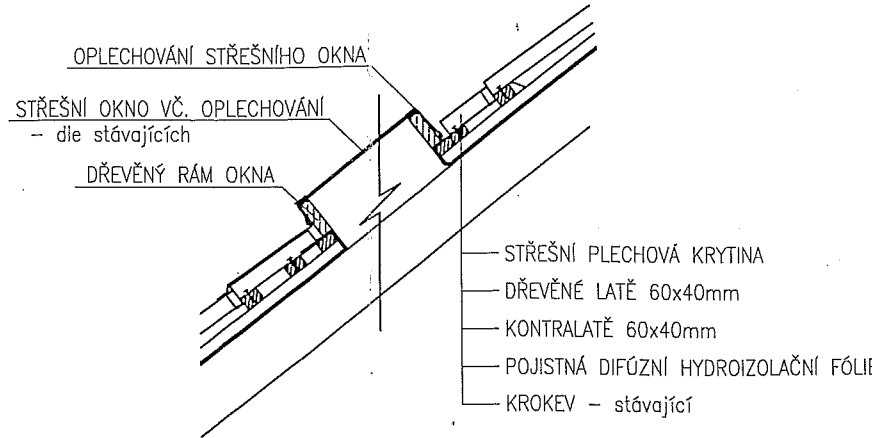 OPLECHOVÁNÍ STŘEŠNÍHO OKNA
STŘEŠNÍ OKNO VČ. OPLECHOVÁNÍ
– dle stávajících
DŘEVĚNÝ RÁM OKNA
STŘEŠNÍ PLECHOVÁ KRYTINA
DŘEVĚNÉ LATĚ 60x40mm
KONTRALATĚ 60x40mm
POJISTNÁ DIFÚZNÍ HYDROIZOLAČNÍ FÓLIE
KROKEV – stávající